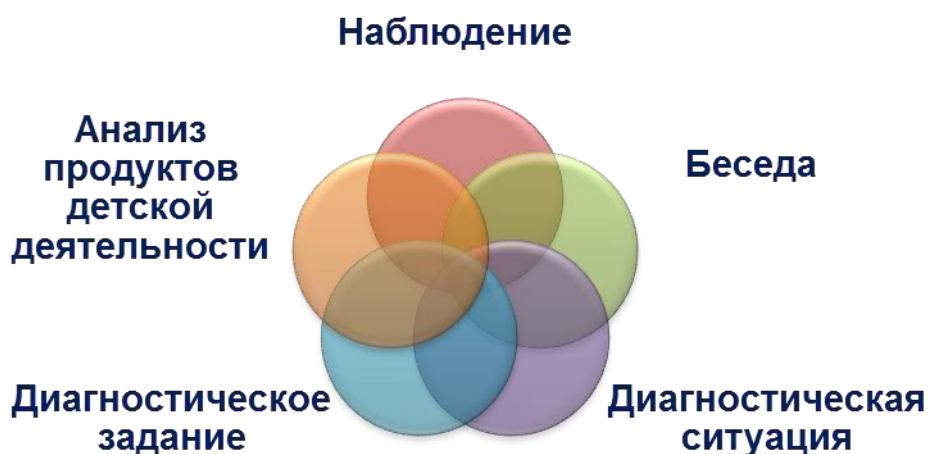 Наблюдение
Анализ
продуктов
детской
деятельности
Беседа
Диагностическое
задание
Диагностическая
ситуация